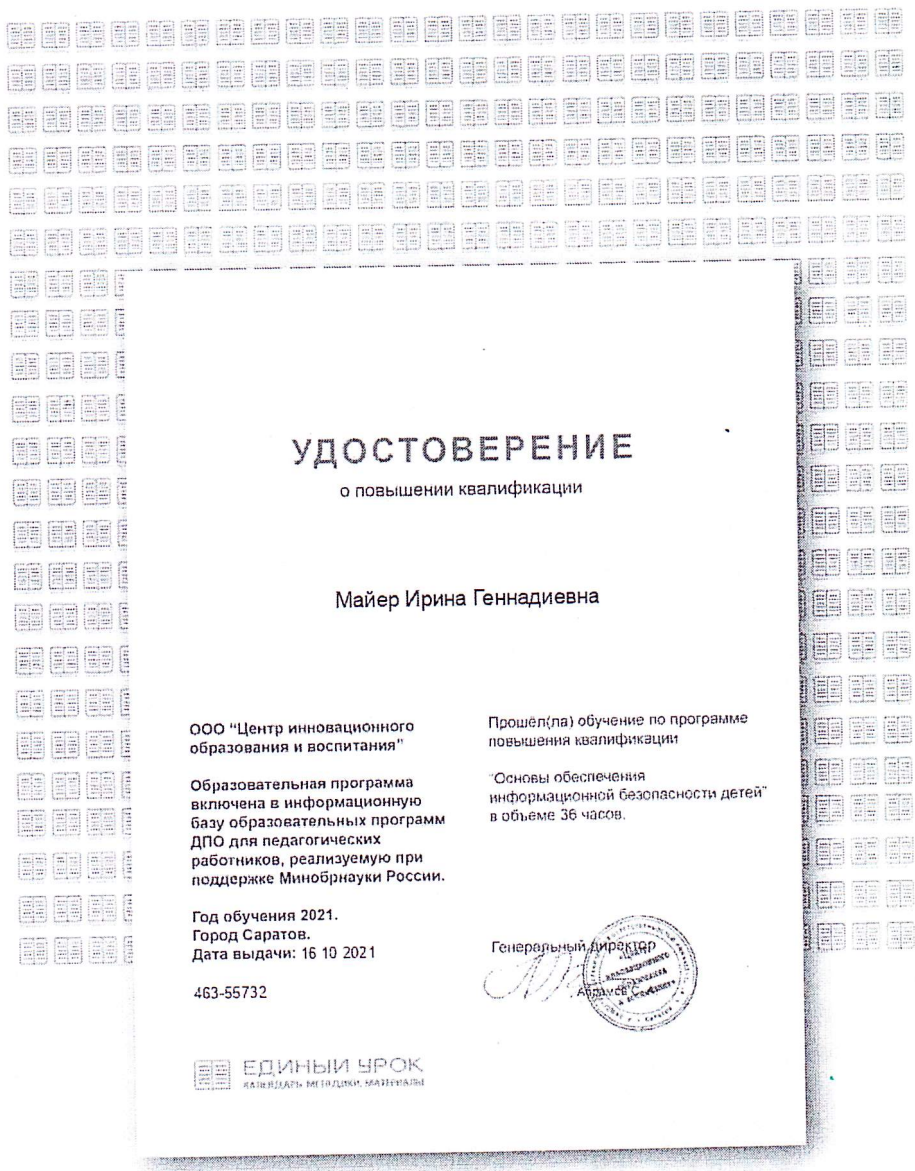 УДОСТОВЕРЕНИЕ
о повышении квалификации
Майер Ирина Геннадиевна
ООО "Центр инновационного
образования и воспитания"
Образовательная программа
включена в информационную
базу образовательных программ
ДПО для педагогических
работников, реализуемую при
поддержке Минобрнауки России.
Год обучения 2021.
Город Саратов.
Дата выдачи: 16 10 2021
463-55732
Прошёл(ла) обучение по программе
повышения квалификации
"Основы обеспечения
информационной безопасности детей"
в объеме 36 часов.
Генеральный директор
ЕДИНЫЙ УРОК
КАЛЕНДАРЬ, МЕТОДИКИ, МАТЕРИАЛЫ